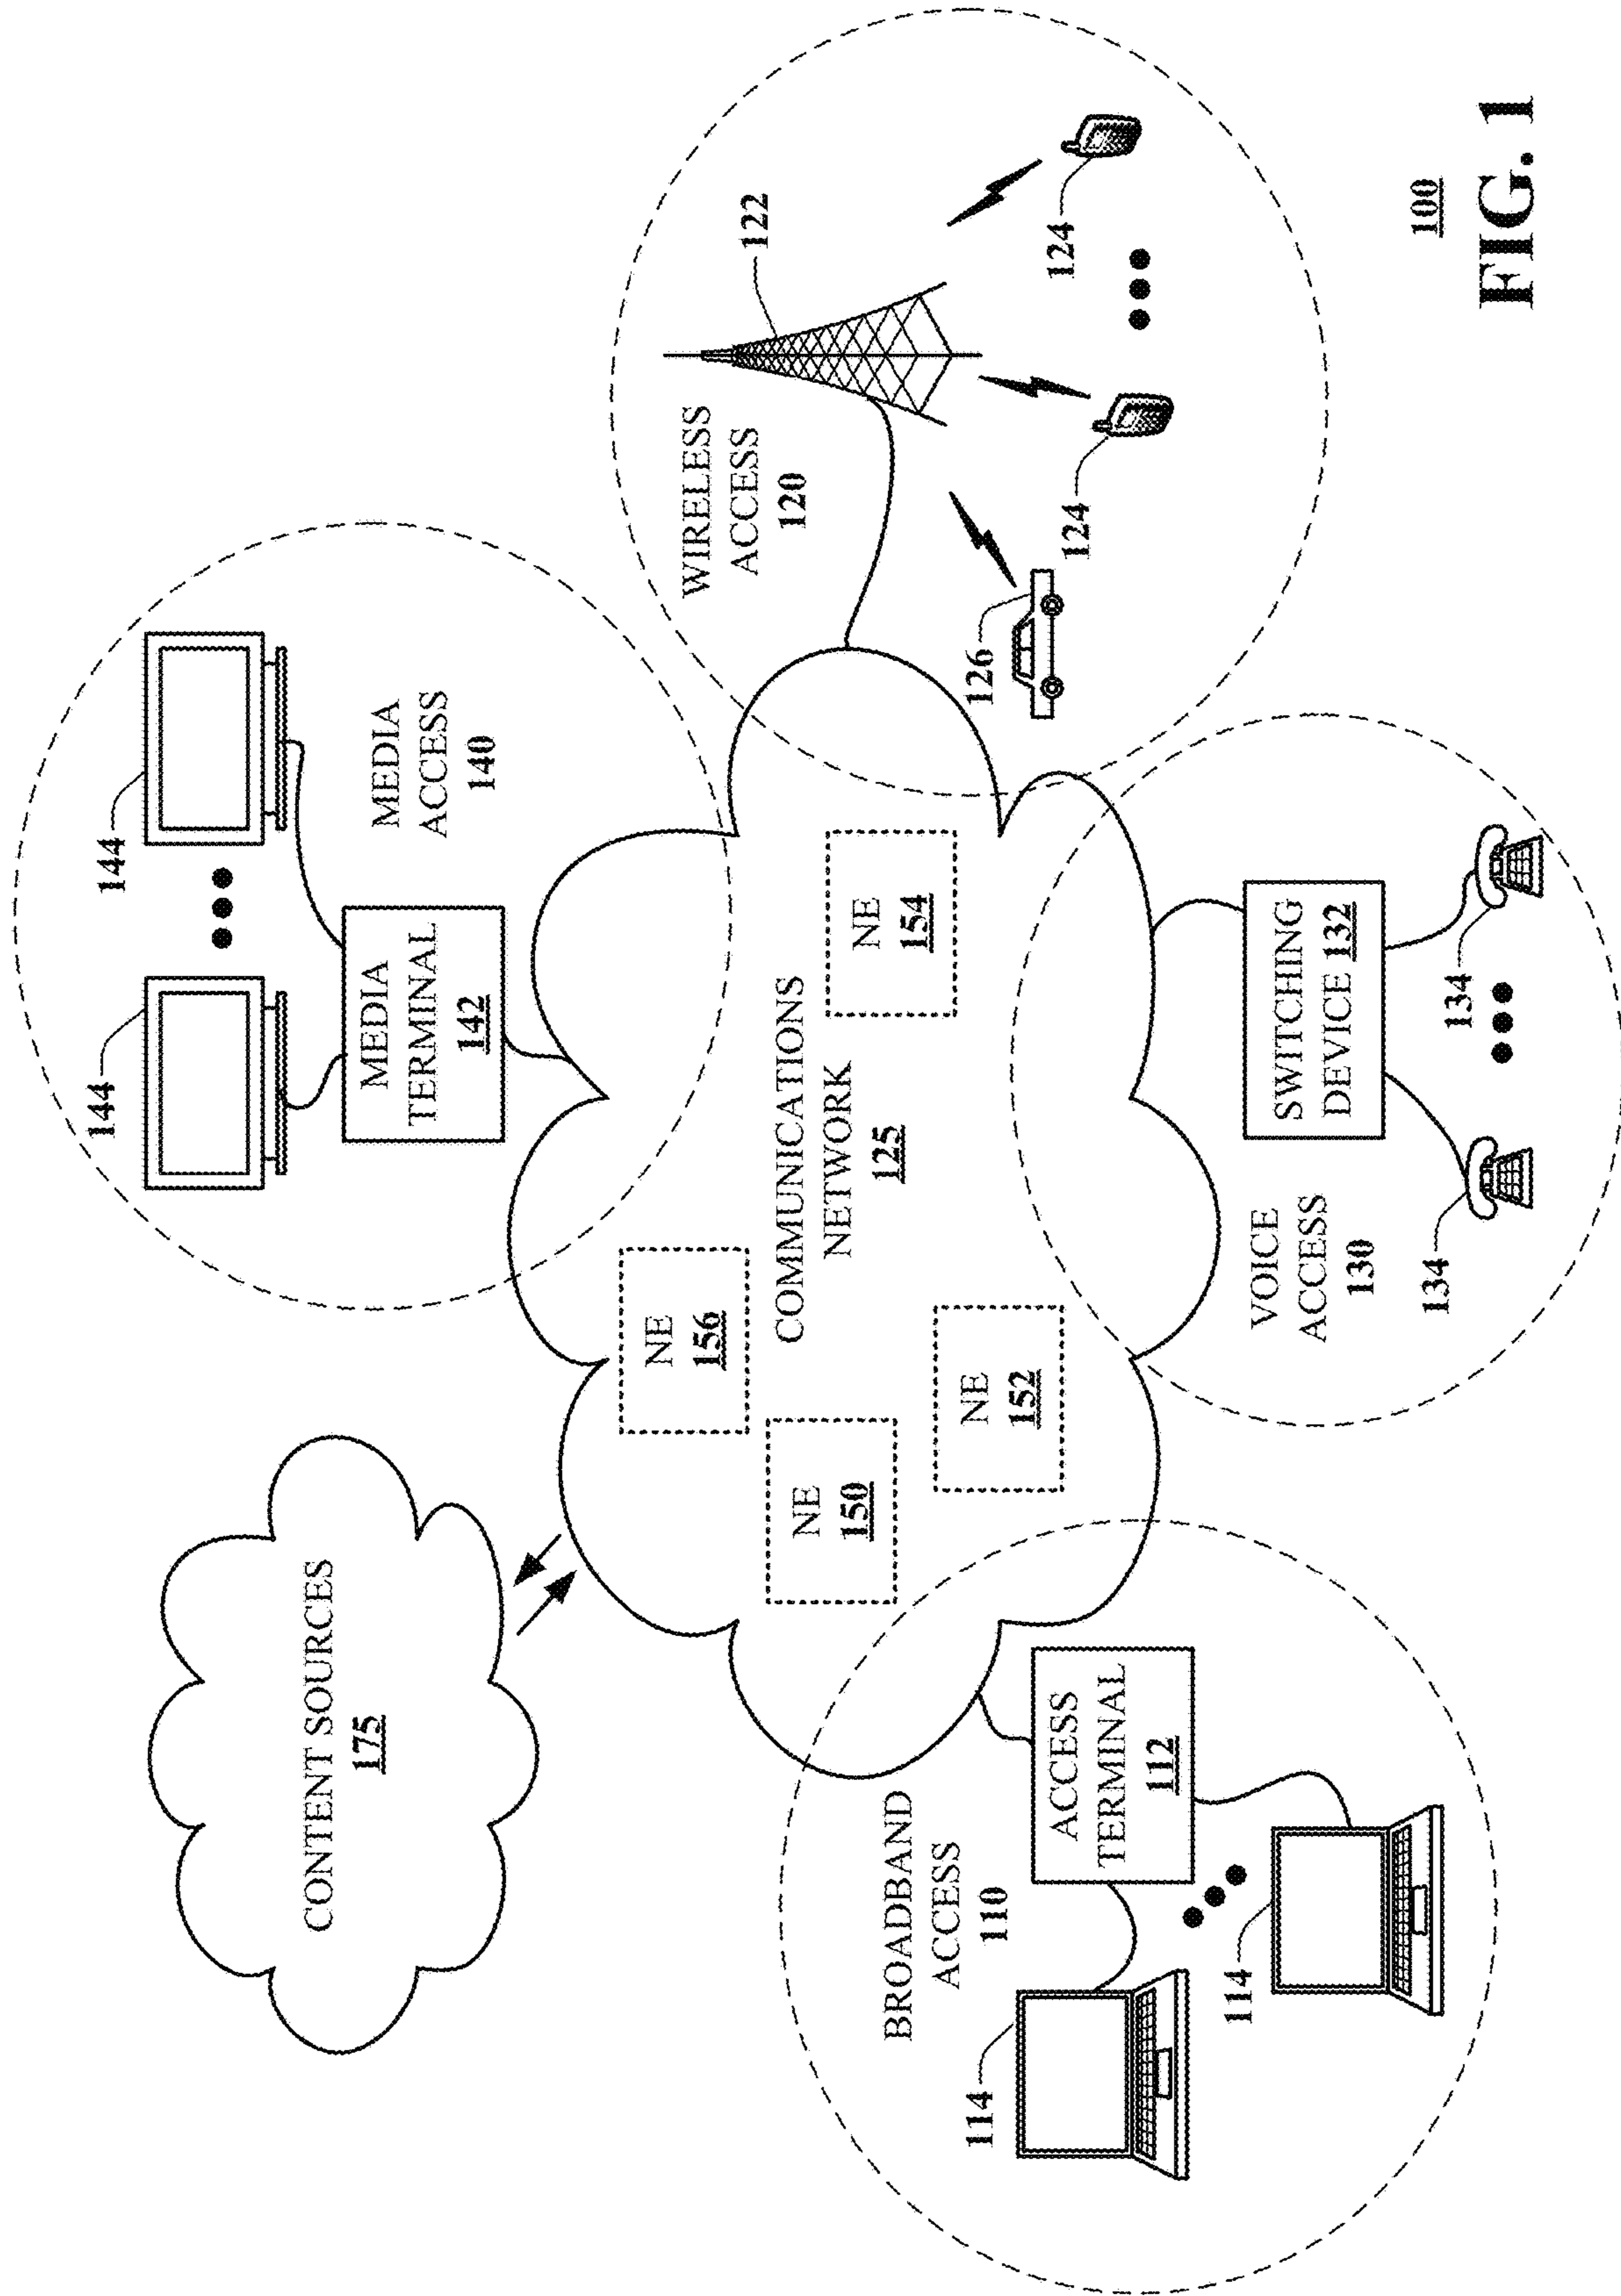 CONTENT SOURCES
175
144
144
MEDIA
TERMINAL
142
MEDIA
ACCESS
140
WIRELESS
ACCESS
120
122
NE
156
NE
150
NE
152
NE
154
COMMUNICATIONS
NETWORK
125
BROADBAND
ACCESS
110
ACCESS
TERMINAL
112
114
114
VOICE
ACCESS
130
SWITCHING
DEVICE 132
134
134
126
124
124
100
FIG. 1